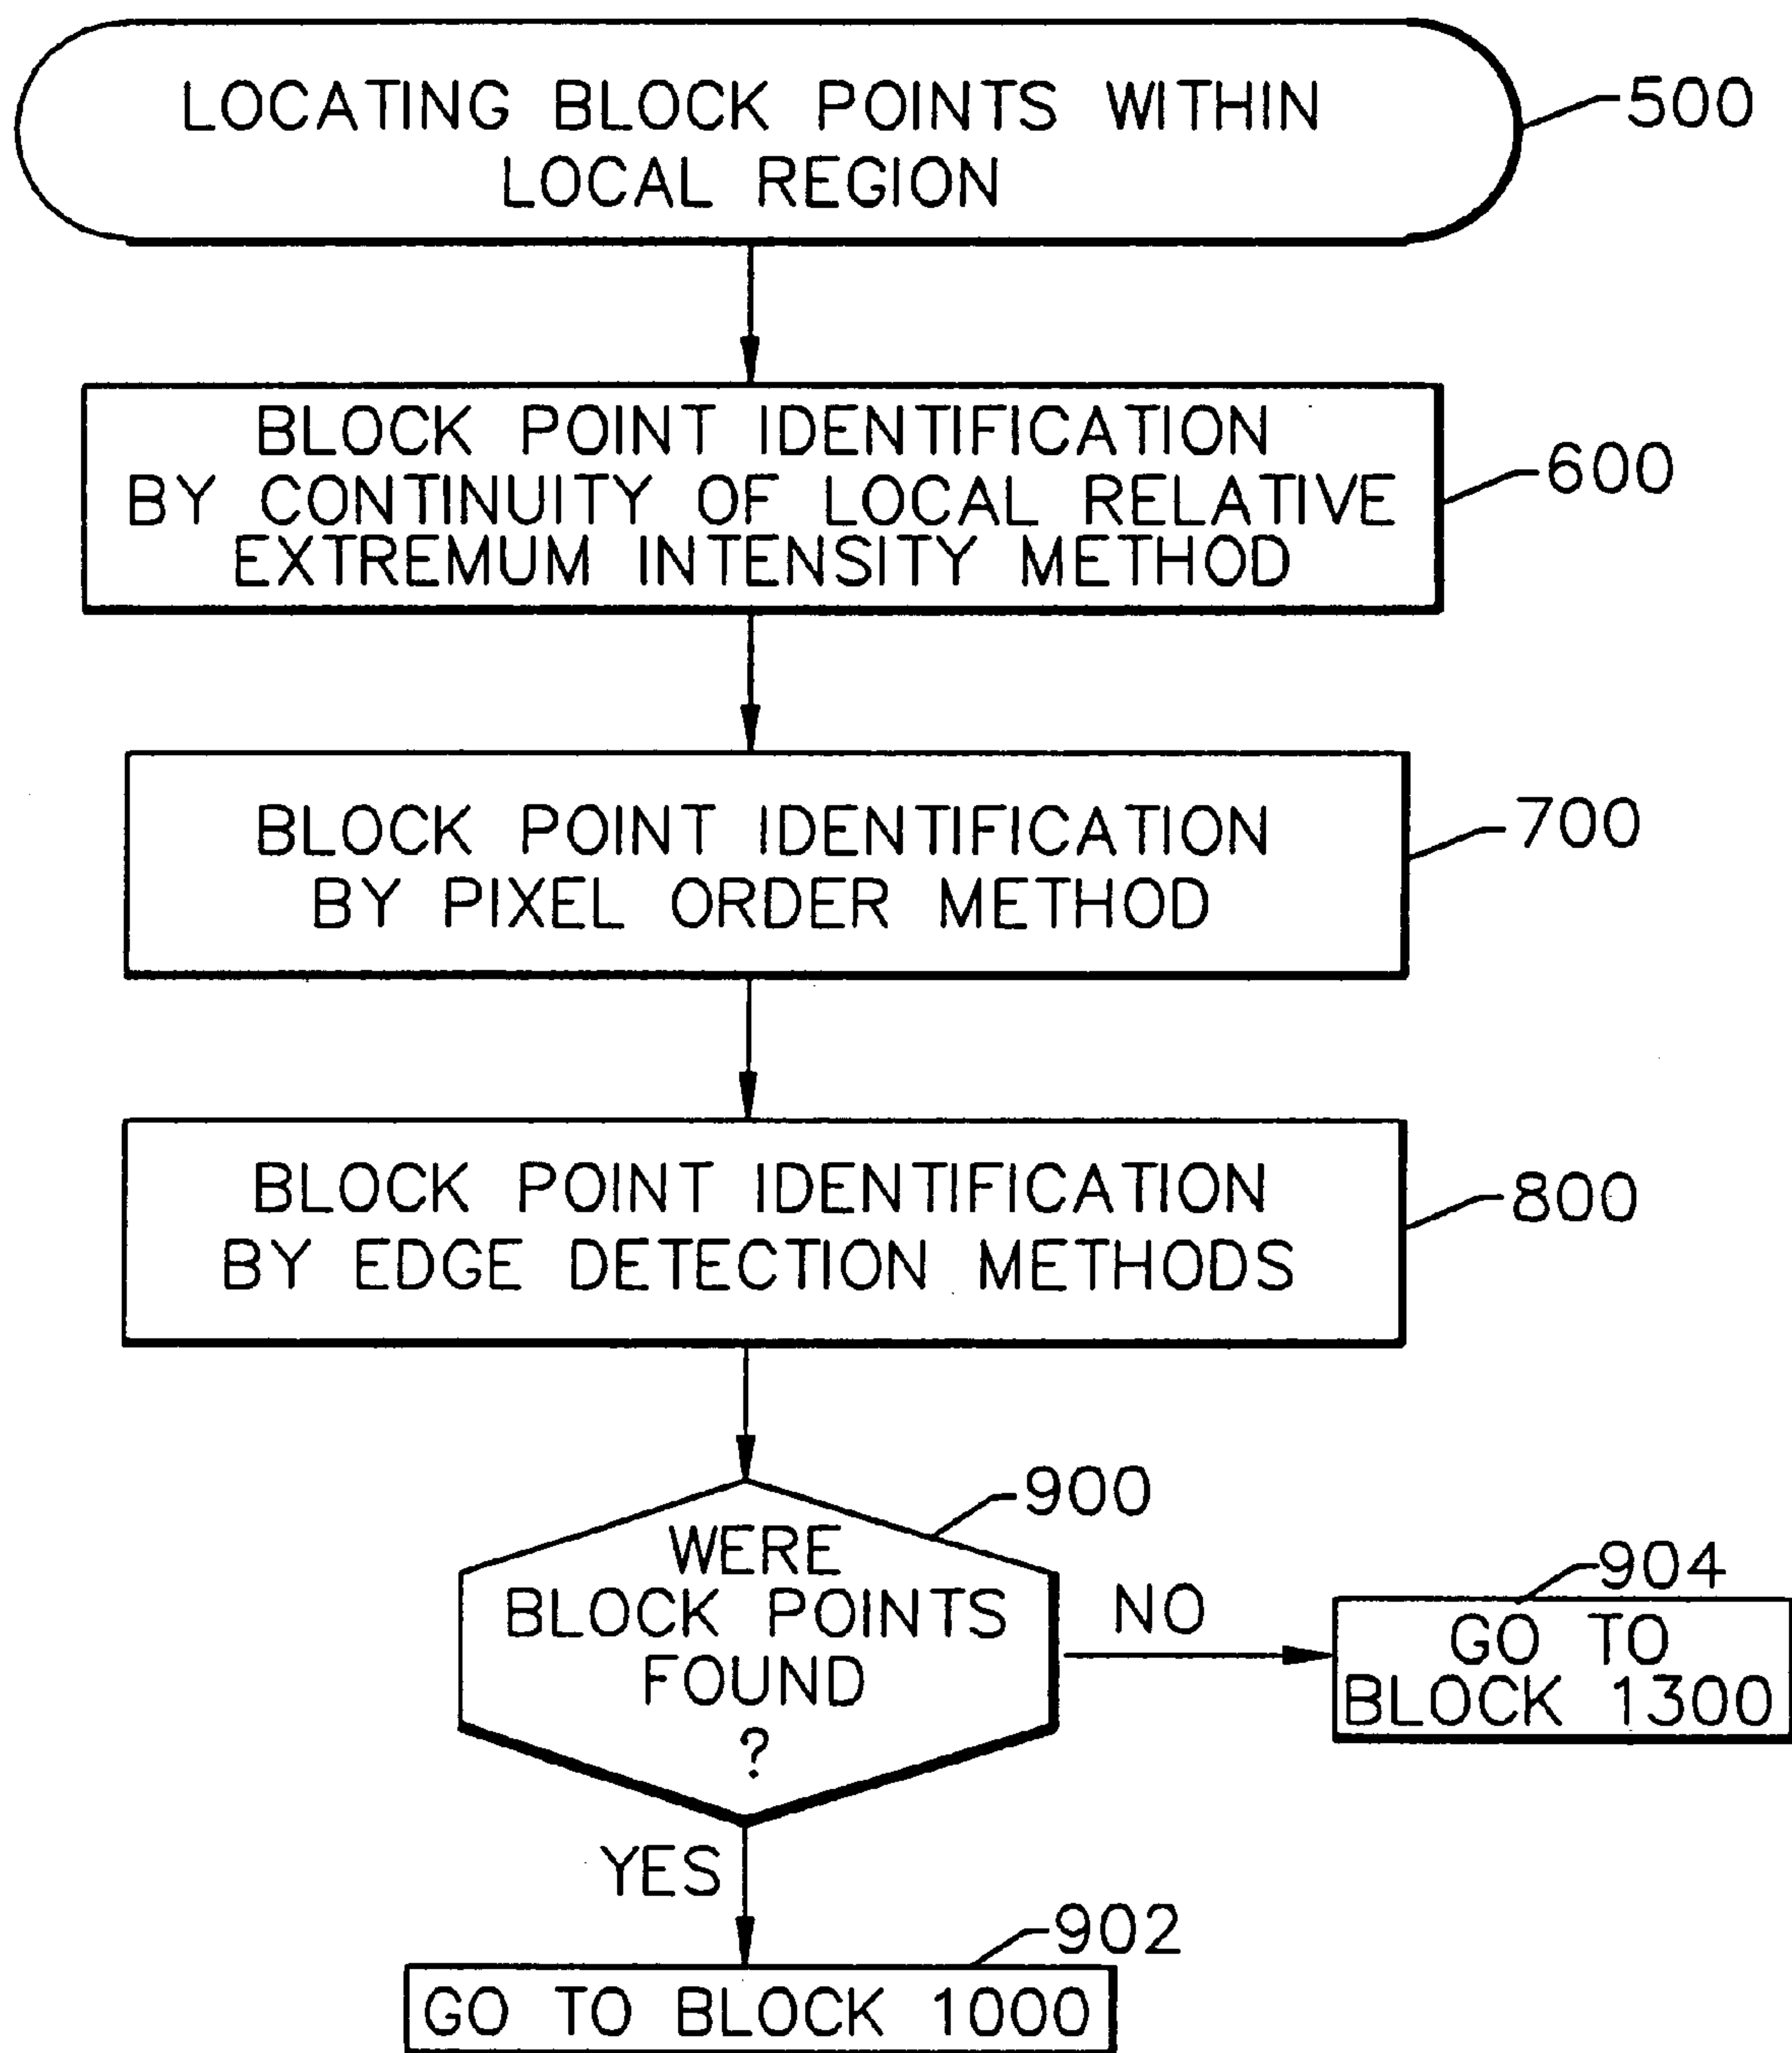 LOCATING BLOCK POINTS WITHIN
LOCAL REGION
500
BLOCK POINT IDENTIFICATION
BY CONTINUITY OF LOCAL RELATIVE
EXTREMUM INTENSITY METHOD
600
BLOCK POINT IDENTIFICATION
BY PIXEL ORDER METHOD
700
BLOCK POINT IDENTIFICATION
BY EDGE DETECTION METHODS
800
900
WERE
BLOCK POINTS
FOUND
?
NO
904
GO TO
BLOCK 1300
YES
902
GO TO BLOCK 1000